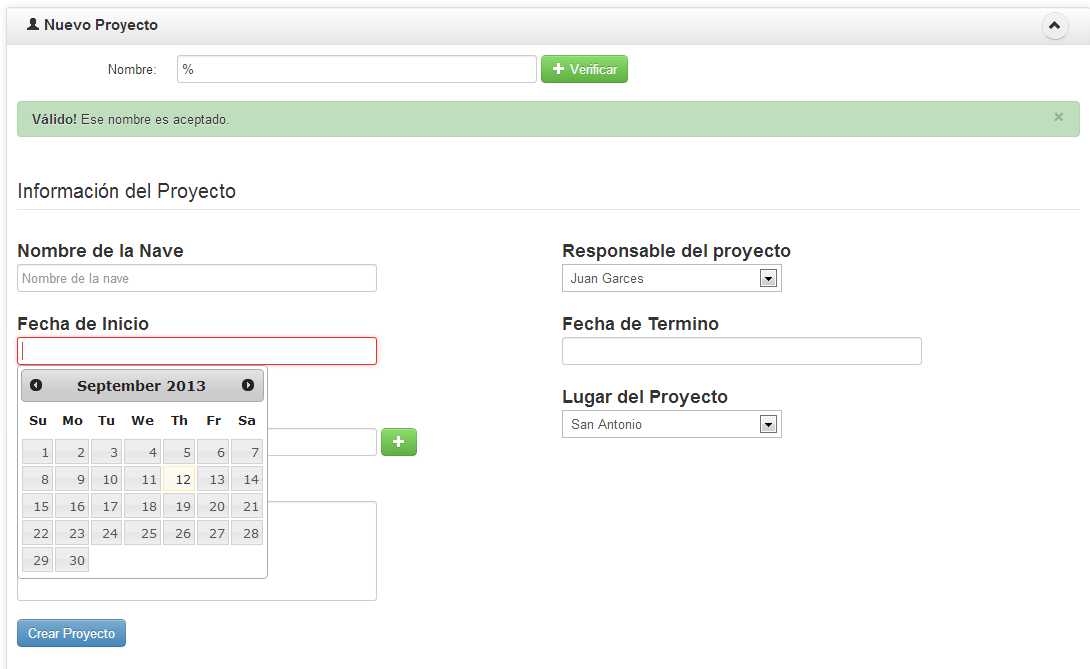 Nuevo Proyecto
Nombre: % Verificar
Válido! Ese nombre es aceptado. ×
Información del Proyecto
Nombre de la Nave
Nombre de la nave
Responsable del proyecto
Juan Garces
Fecha de Inicio
Fecha de Termino
September 2013
Su Mo Tu We Th Fr Sa
1 2 3 4 5 6 7
8 9 10 11 12 13 14
15 16 17 18 19 20 21
22 23 24 25 26 27 28
29 30
Lugar del Proyecto
San Antonio
Crear Proyecto